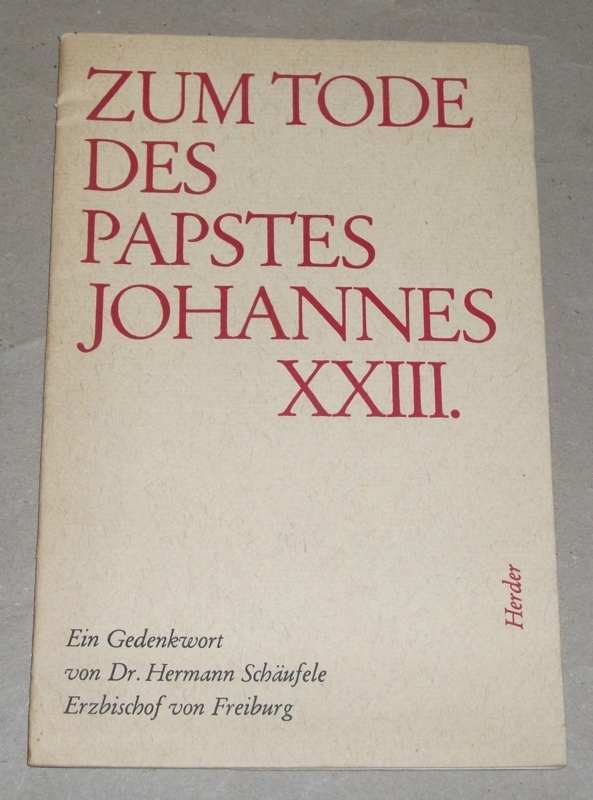 ZUM TODE
DES
PAPSTES
JOHANNES
XXIII.
Herder
Ein Gedenkwort
von Dr. Hermann Schäufele
Erzbischof von Freiburg